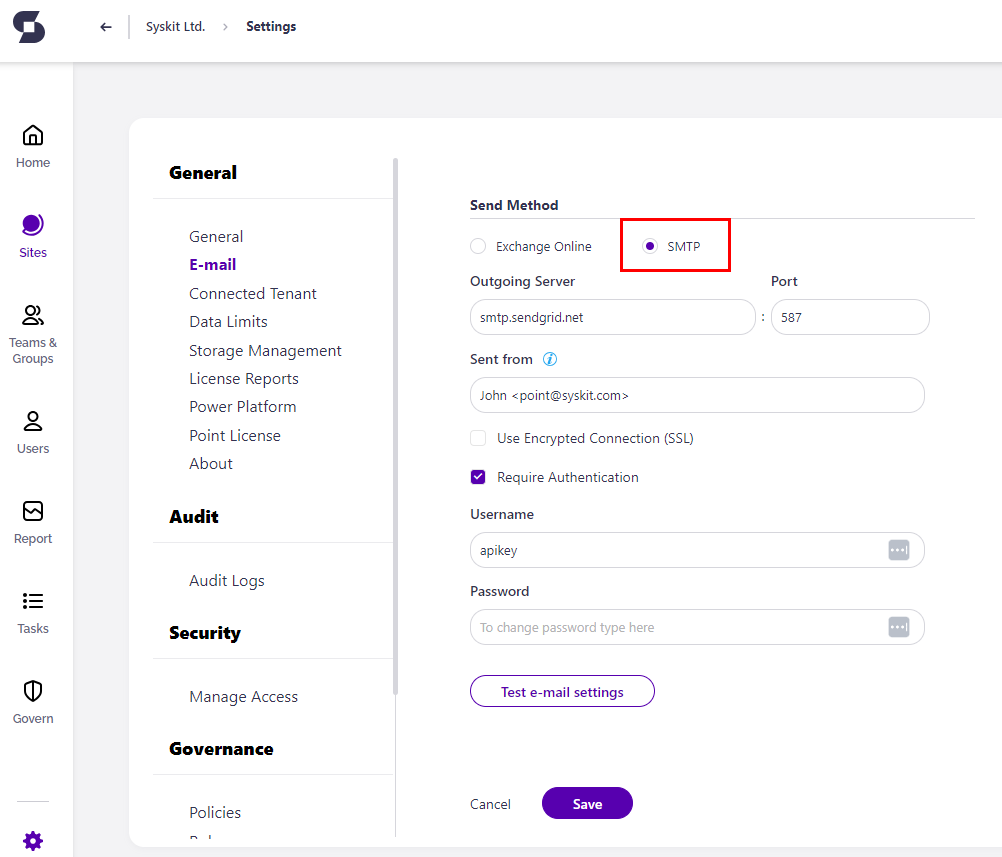 Syskit Ltd. > Settings
Home
Sites
Teams &
Groups
Users
Report
Tasks
Govern
General
General
E-mail
Connected Tenant
Data Limits
Storage Management
License Reports
Power Platform
Point License
About
Audit
Audit Logs
Security
Manage Access
Governance
Policies
Send Method
Exchange Online
SMTP
Outgoing Server
Port
smtp.sendgrid.net
:
587
Sent from
John <point@syskit.com>
Use Encrypted Connection (SSL)
Require Authentication
Username
apikey
Password
To change password type here
Test e-mail settings
Cancel
Save